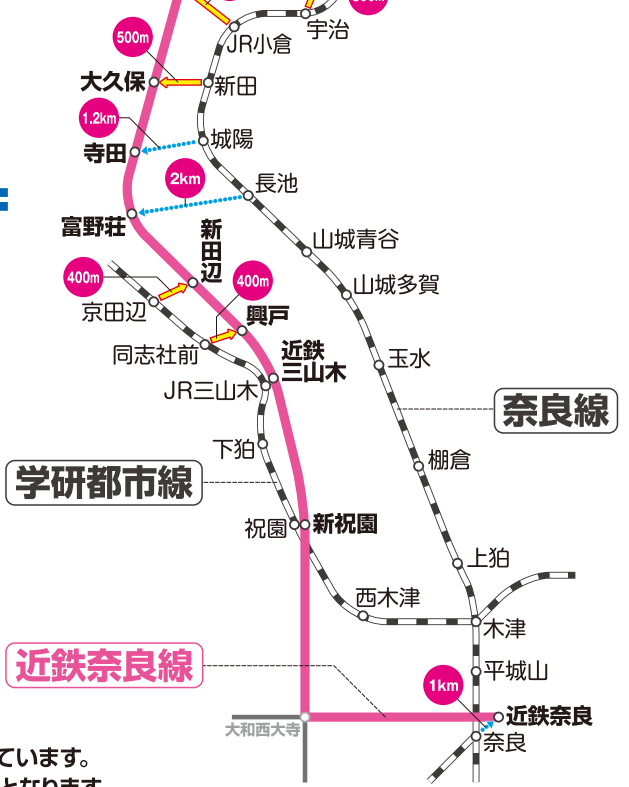 宇治
JR小倉
500m
大久保
新田
1.2km
城陽
寺田
2km
長池
富野荘
新田辺
山城青谷
400m
400m
山城多賀
京田辺
興戸
同志社前
近鉄
三山木
玉水
JR三山木
奈良線
下狛
棚倉
学研都市線
祝園
新祝園
上狛
西木津
木津
近鉄奈良線
平城山
1km
近鉄奈良
大和西大寺
奈良
ています。
となります